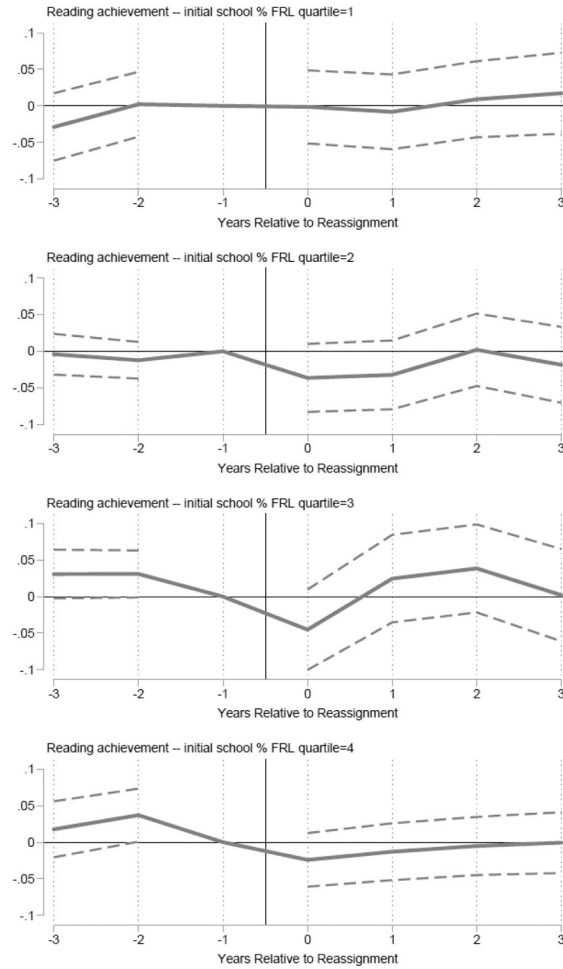 Reading achievement -- initial school % FRL quartile=1
.1
.05
0
-.05
-.1
-3 -2 -1 0 1 2 3
Years Relative to Reassignment
Reading achievement -- initial school % FRL quartile=2
.1
.05
0
-.05
-.1
-3 -2 -1 0 1 2 3
Years Relative to Reassignment
Reading achievement -- initial school % FRL quartile=3
.1
.05
0
-.05
-.1
-3 -2 -1 0 1 2 3
Years Relative to Reassignment
Reading achievement -- initial school % FRL quartile=4
.1
.05
0
-.05
-.1
-3 -2 -1 0 1 2 3
Years Relative to Reassignment